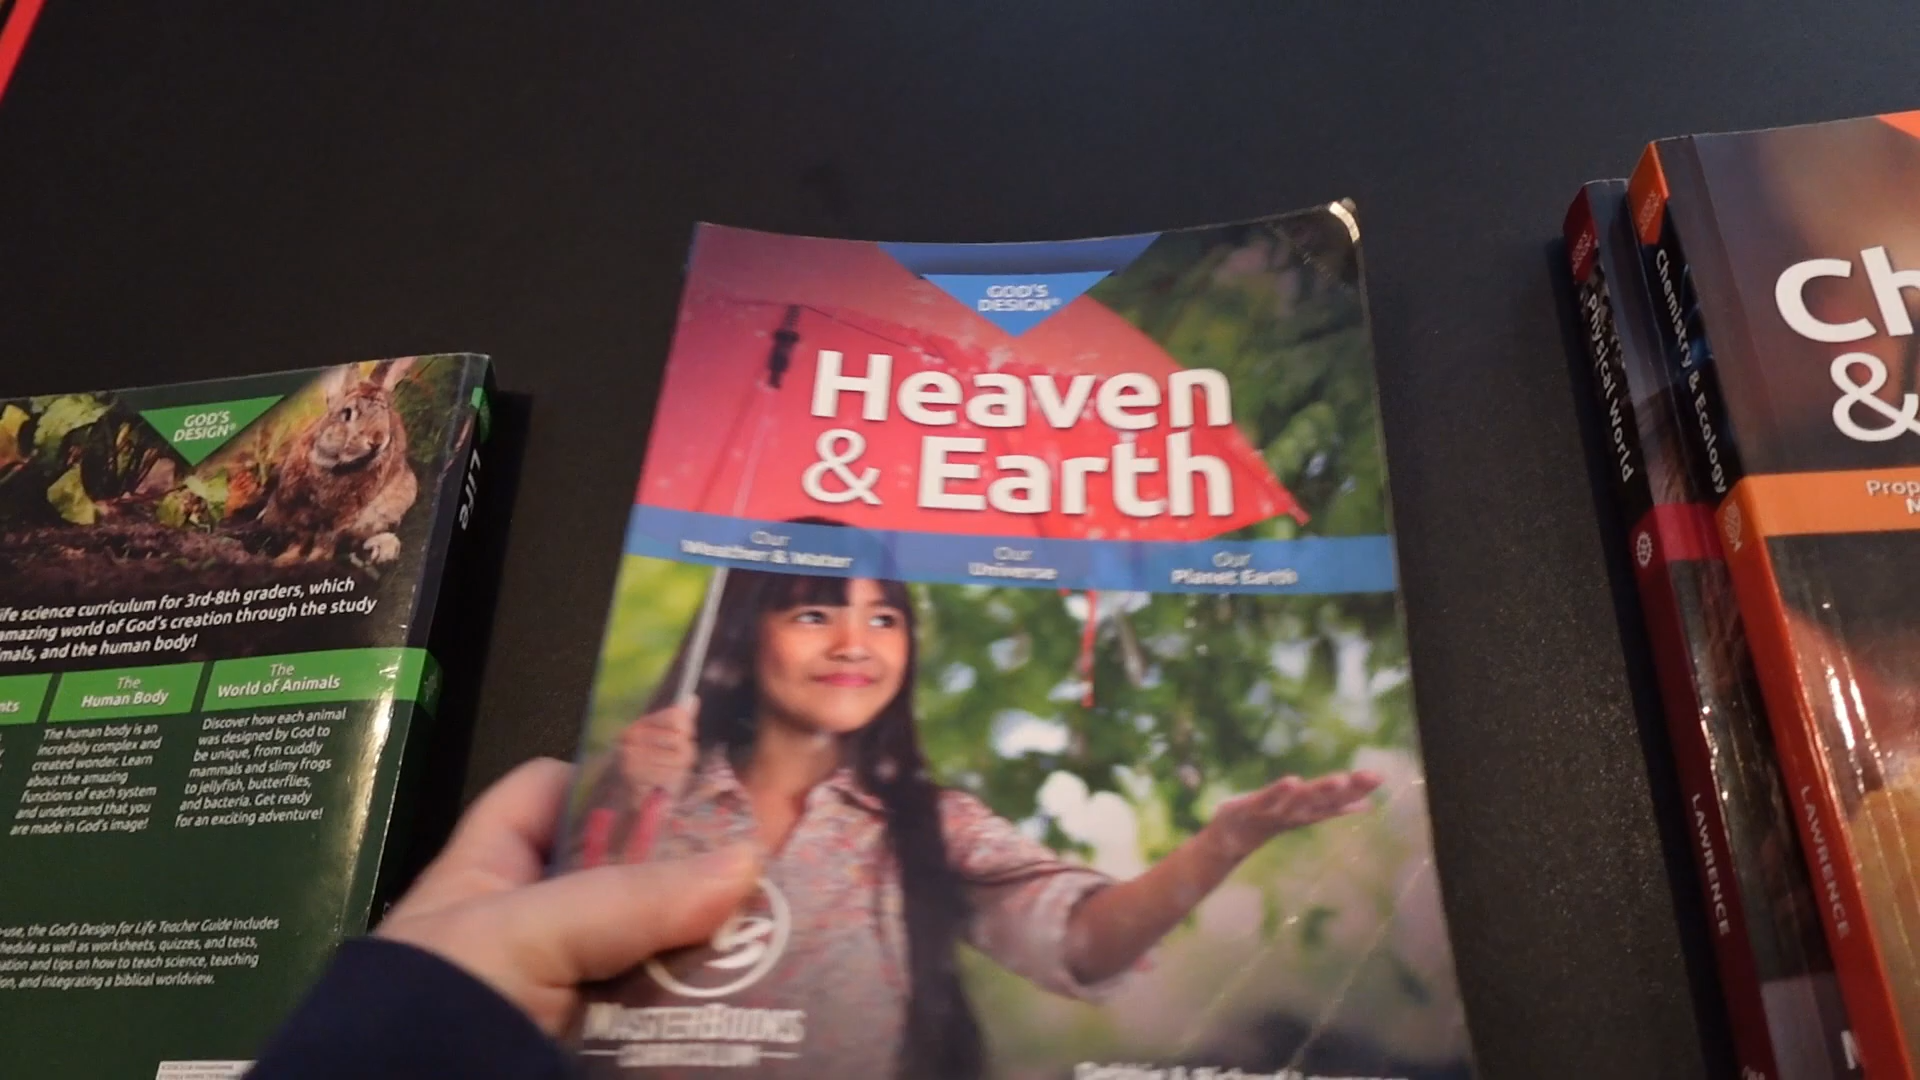 GOD'S
DESIGN®
Heaven
& Earth
Our
Weather & Water
Our
Universe
Our
Planet Earth
MASTERBOOKS
CURRICULUM
GOD'S
DESIGN®
Life
life science curriculum for 3rd-8th graders, which
amazing world of God's creation through the study
and the human body!
The
Human Body
The human body is an
incredibly complex and
created wonder. Learn
about the amazing
functions of each system
and understand that you
are made in God's image!
The
World of Animals
Discover how each animal
was designed by God to
be unique, from cuddly
mammals and slimy frogs
to jellyfish, butterflies,
and bacteria. Get ready
for an exciting adventure!
use, the God's Design for Life Teacher Guide includes
as well as worksheets, quizzes, and tests,
and tips on how to teach science, teaching
and integrating a biblical worldview.
Physical World
LAWRENCE
Chemistry & Ecology
LAWRENCE
Ch
&
Prop
M